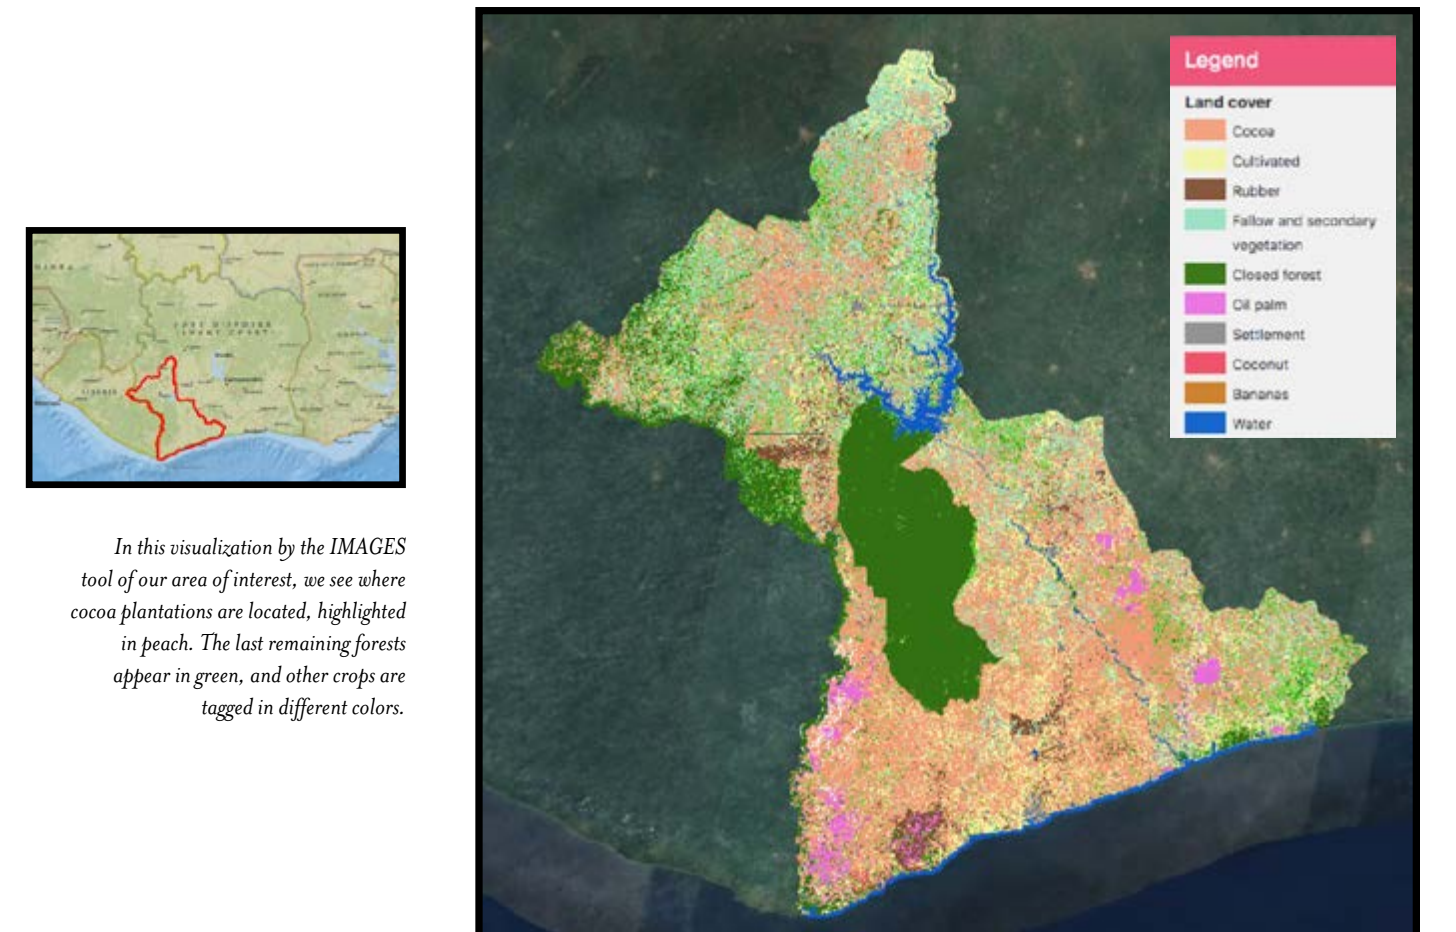 In this visualization by the IMAGES
tool of our area of interest, we see where
cocoa plantations are located, highlighted
in peach. The last remaining forests
appear in green, and other crops are
tagged in different colors.
Legend
Land cover
Cocoa
Cultivated
Rubber
Fallow and secondary
vegetation
Closed forest
Oil palm
Settlement
Coconut
Bananas
Water